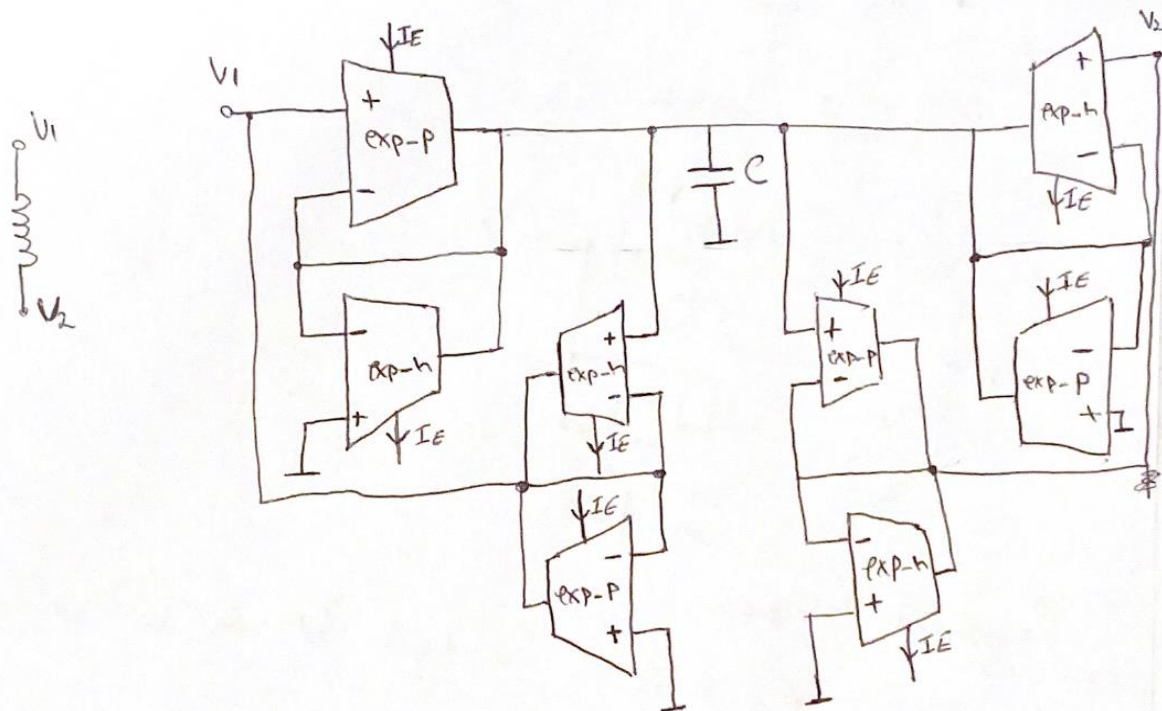 IE
V2
V1
+
exp-p
-
+
exp-n
-
IE
V1
V2
C
IE
IE
-
exp-n
+
IE
+
exp-n
-
IE
+
exp-p
-
-
exp-p
+
IE
-
exp-p
+
-
exp-n
+
IE